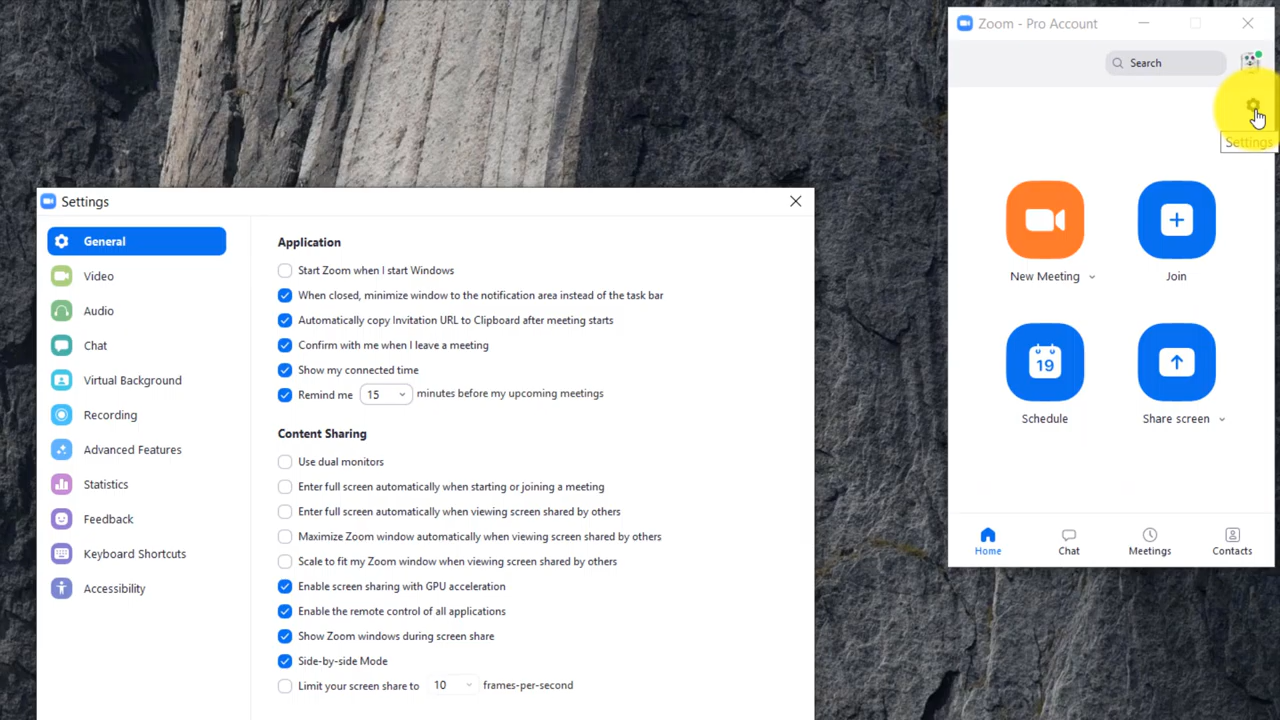 Zoom - Pro Account
Search
Settings
New Meeting
Join
19
Schedule
Share screen
Home
Chat
Meetings
Contacts
Settings
General
Video
Audio
Chat
Virtual Background
Recording
Advanced Features
Statistics
Feedback
Keyboard Shortcuts
Accessibility
Application
Start Zoom when I start Windows
When closed, minimize window to the notification area instead of the task bar
Automatically copy Invitation URL to Clipboard after meeting starts
Confirm with me when I leave a meeting
Show my connected time
Remind me 15 minutes before my upcoming meetings
Content Sharing
Use dual monitors
Enter full screen automatically when starting or joining a meeting
Enter full screen automatically when viewing screen shared by others
Maximize Zoom window automatically when viewing screen shared by others
Scale to fit my Zoom window when viewing screen shared by others
Enable screen sharing with GPU acceleration
Enable the remote control of all applications
Show Zoom windows during screen share
Side-by-side Mode
Limit your screen share to 10 frames-per-second